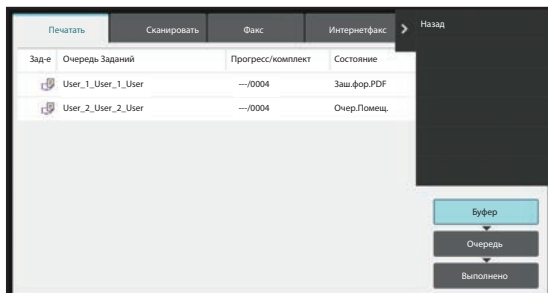 Печатать Сканировать Факс Интернетфакс Назад
Зад-е Очередь Заданий Прогресс/комплект Состояние
User_1_User_1_User ---/0004 Заш.фор.PDF
User_2_User_2_User ---/0004 Очер.Помещ.
Буфер
Очередь
Выполнено